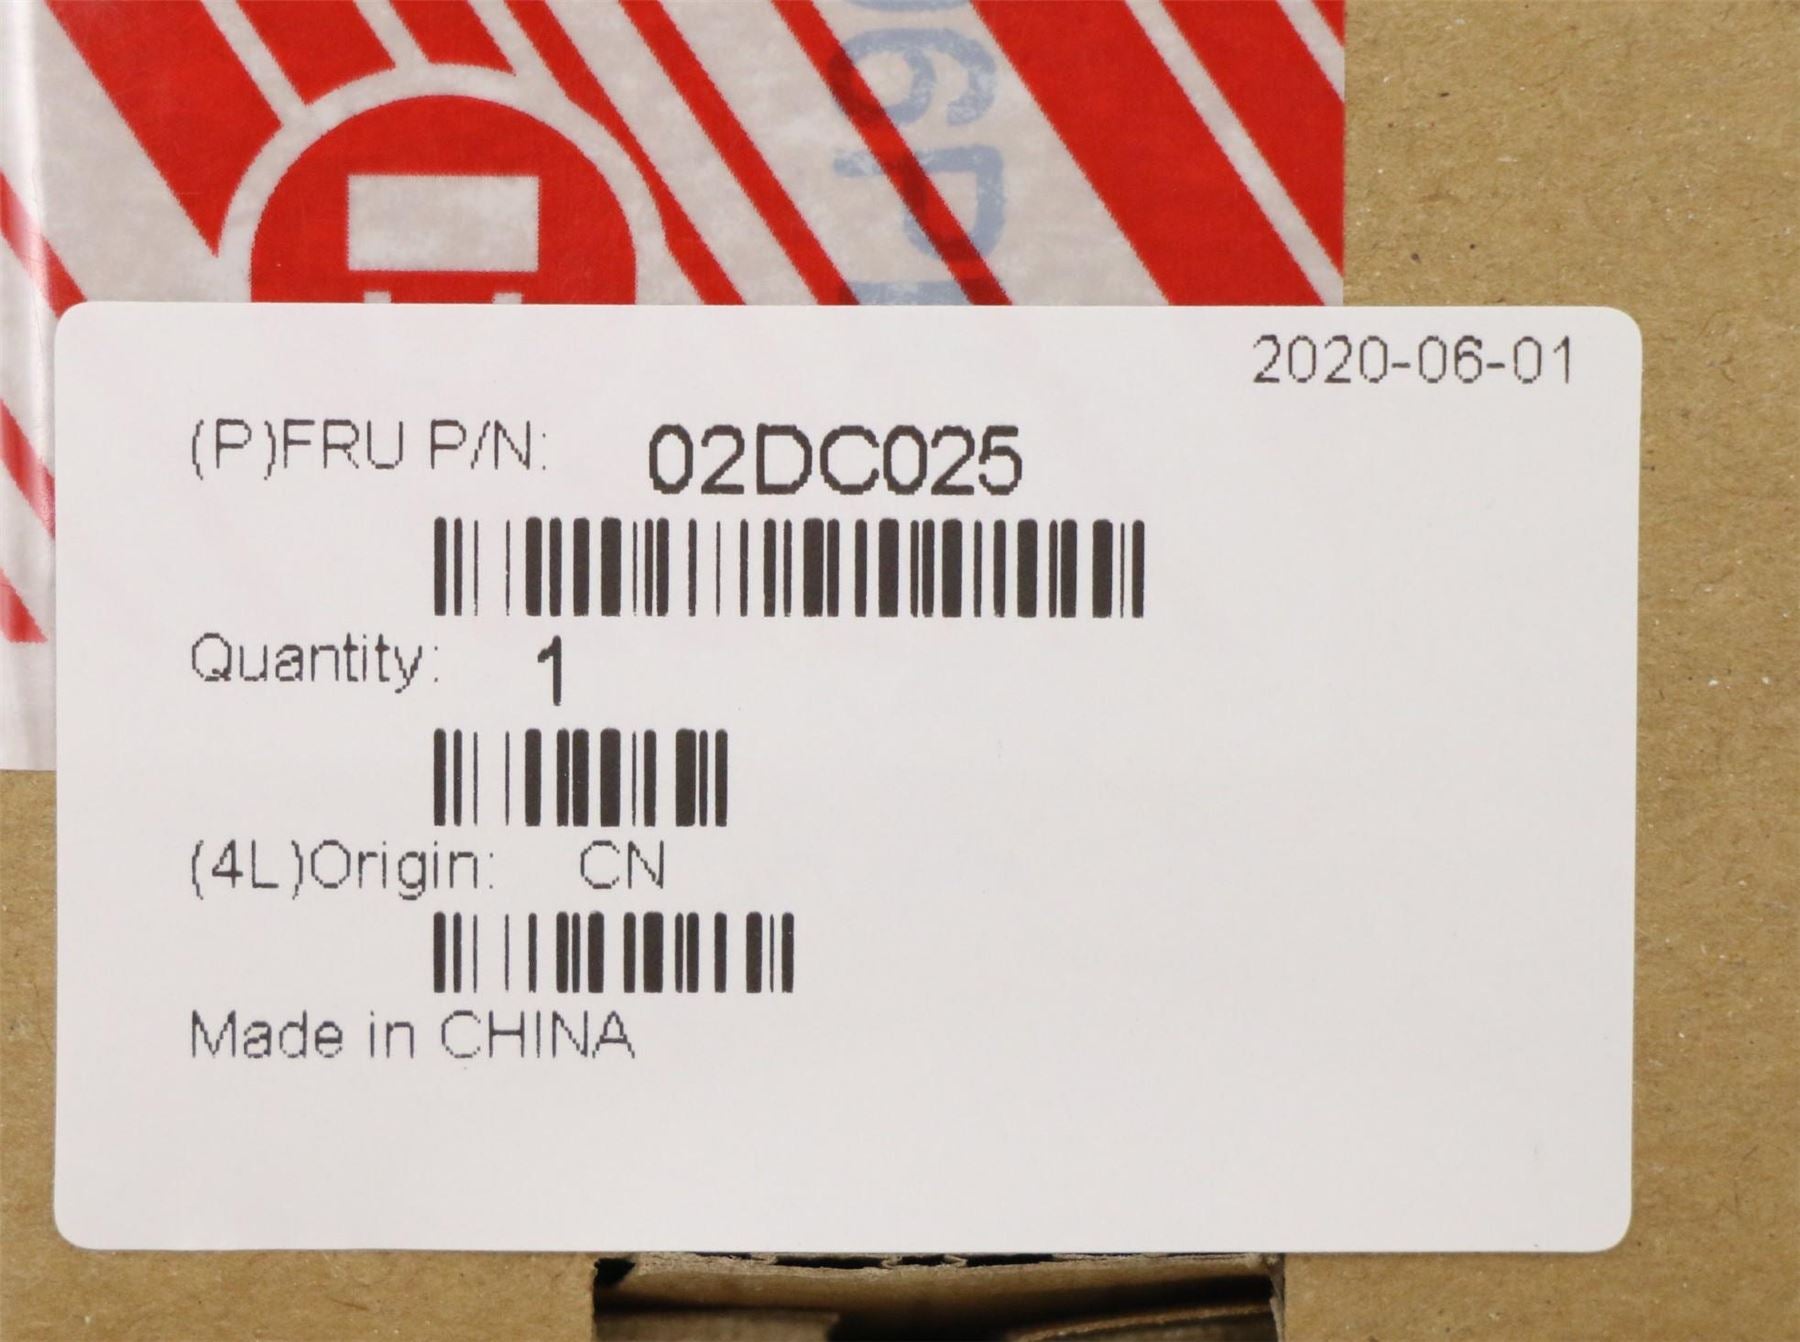 2020-06-01
(P)FRU P/N: 02DC025
Quantity: 1
(4L)Origin: CN
Made in CHINA